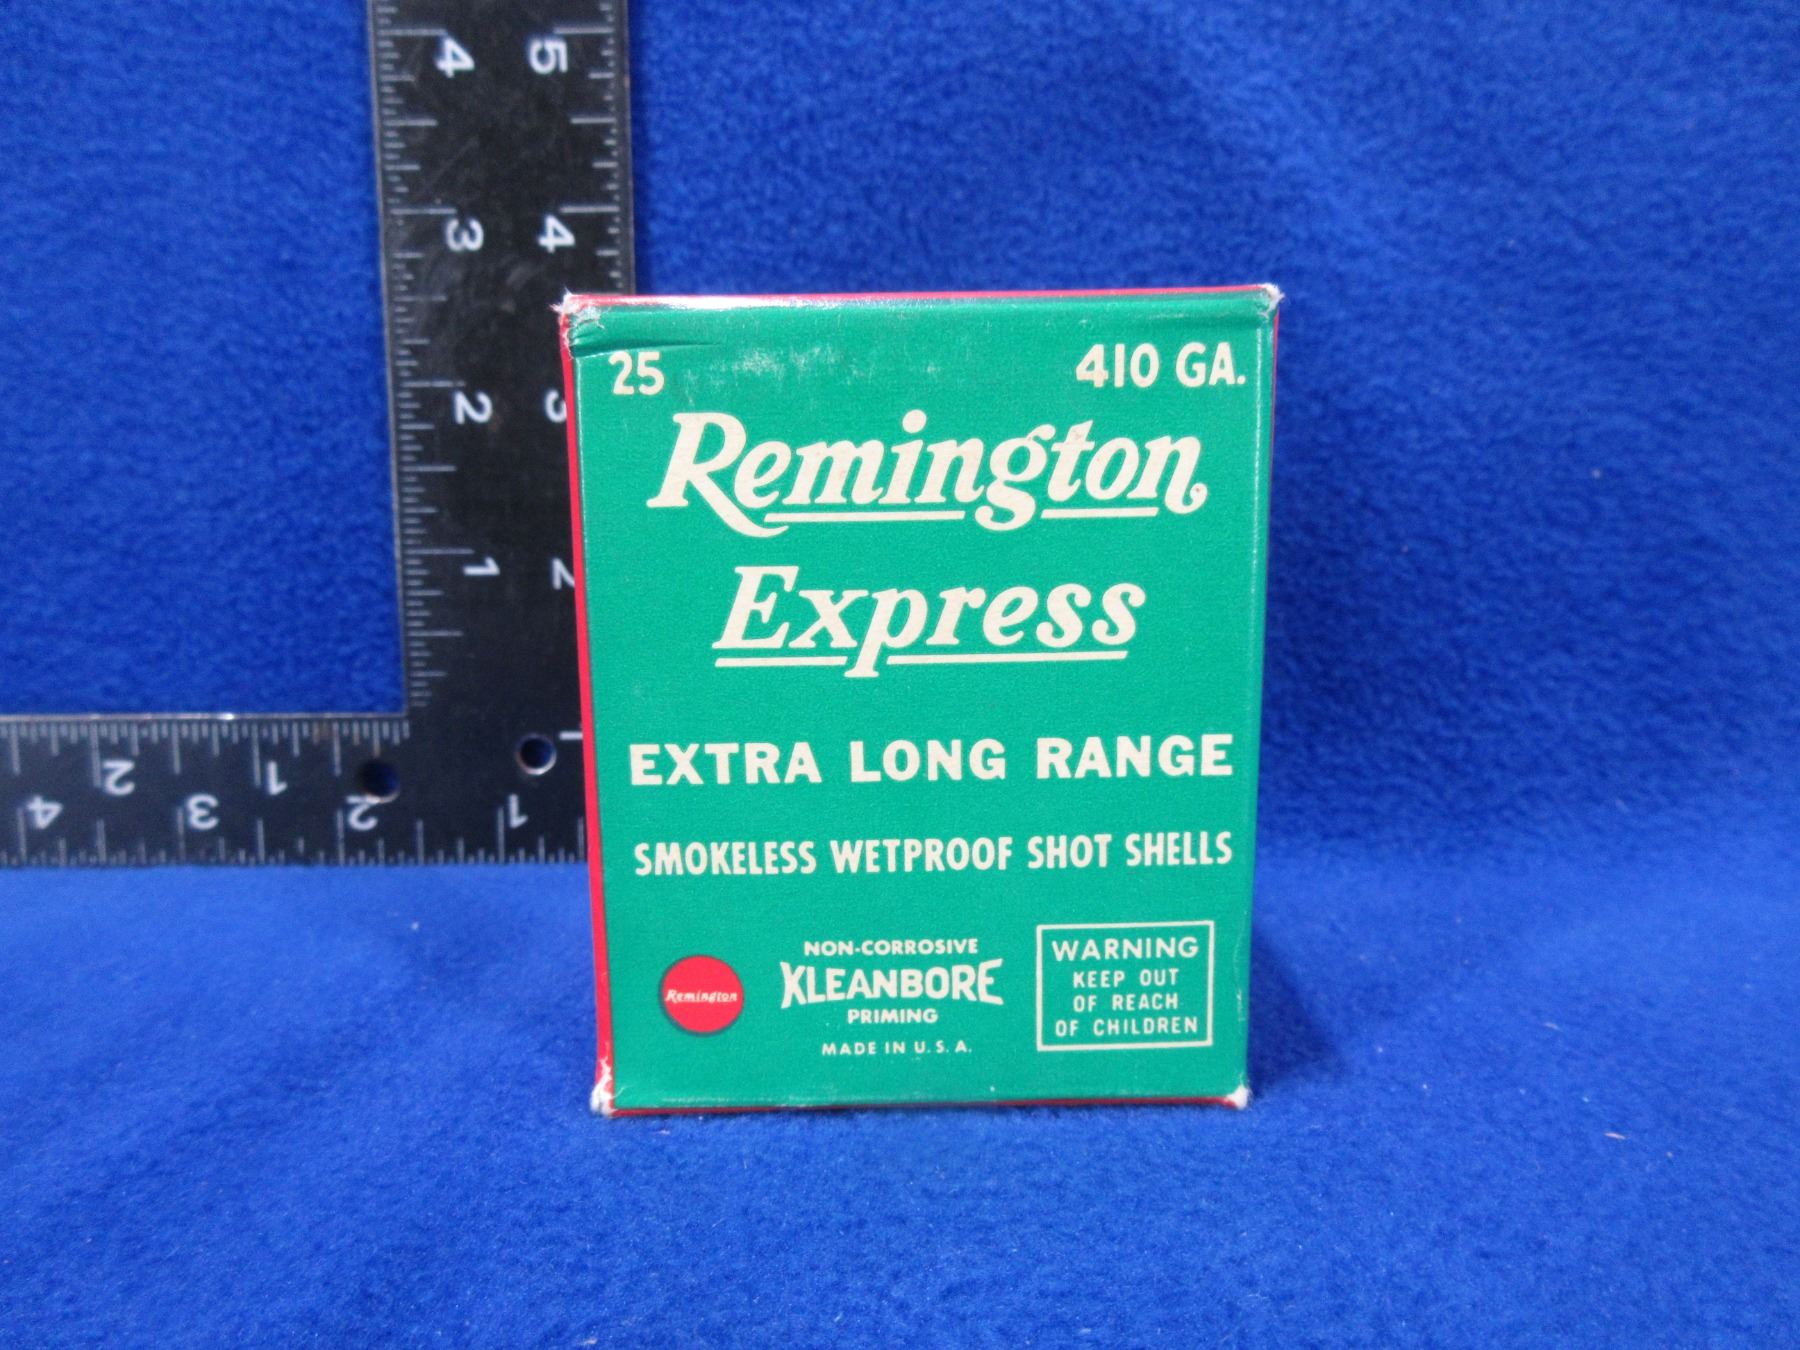 4 5
3 4
2 3
1 2
1
25
410 GA.
Remington
Express
EXTRA LONG RANGE
SMOKELESS WETPROOF SHOT SHELLS
Remington
NON-CORROSIVE
KLEANBORE
PRIMING
MADE IN U.S.A.
WARNING
KEEP OUT
OF REACH
OF CHILDREN
2 1
4 3 2 1